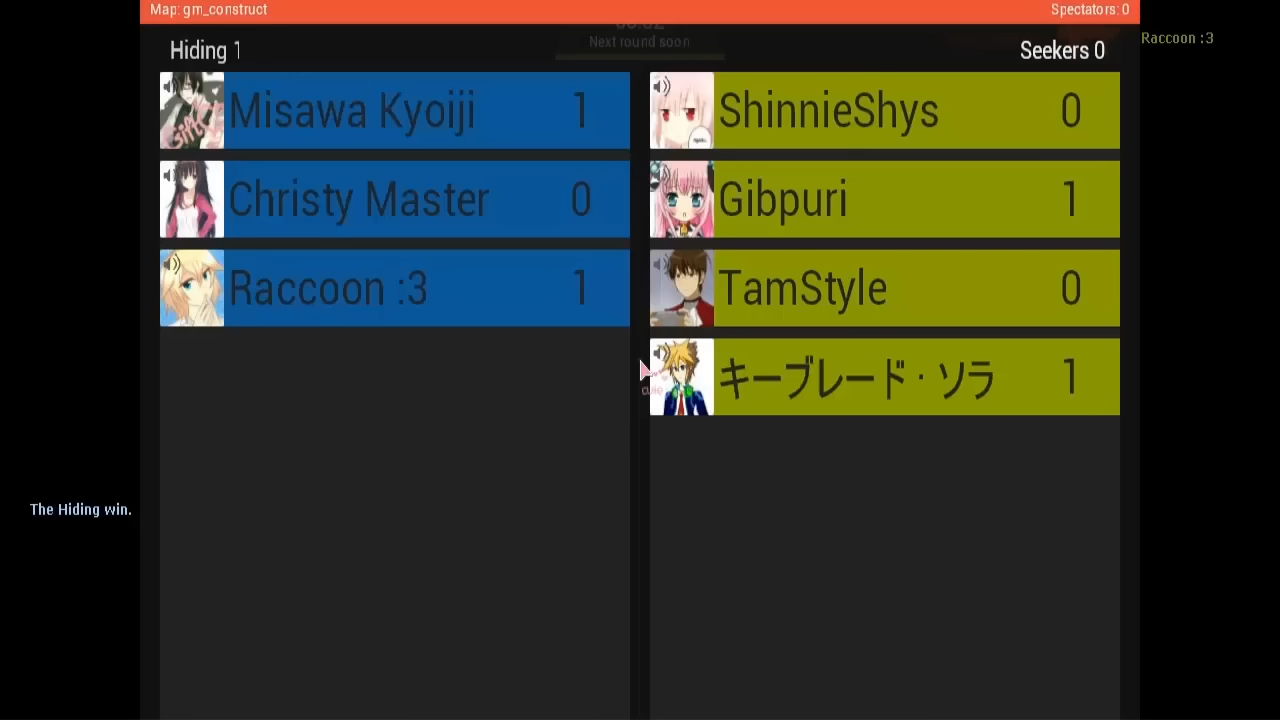 Map: gm_construct
Spectators: 0
Raccoon :3
Next round soon
Hiding 1
Seekers 0
Misawa Kyoiji 1
Christy Master 0
Raccoon :3 1
ShinnieShys 0
Gibpuri 1
TamStyle 0
キーブレード・ソラ 1
The Hiding win.